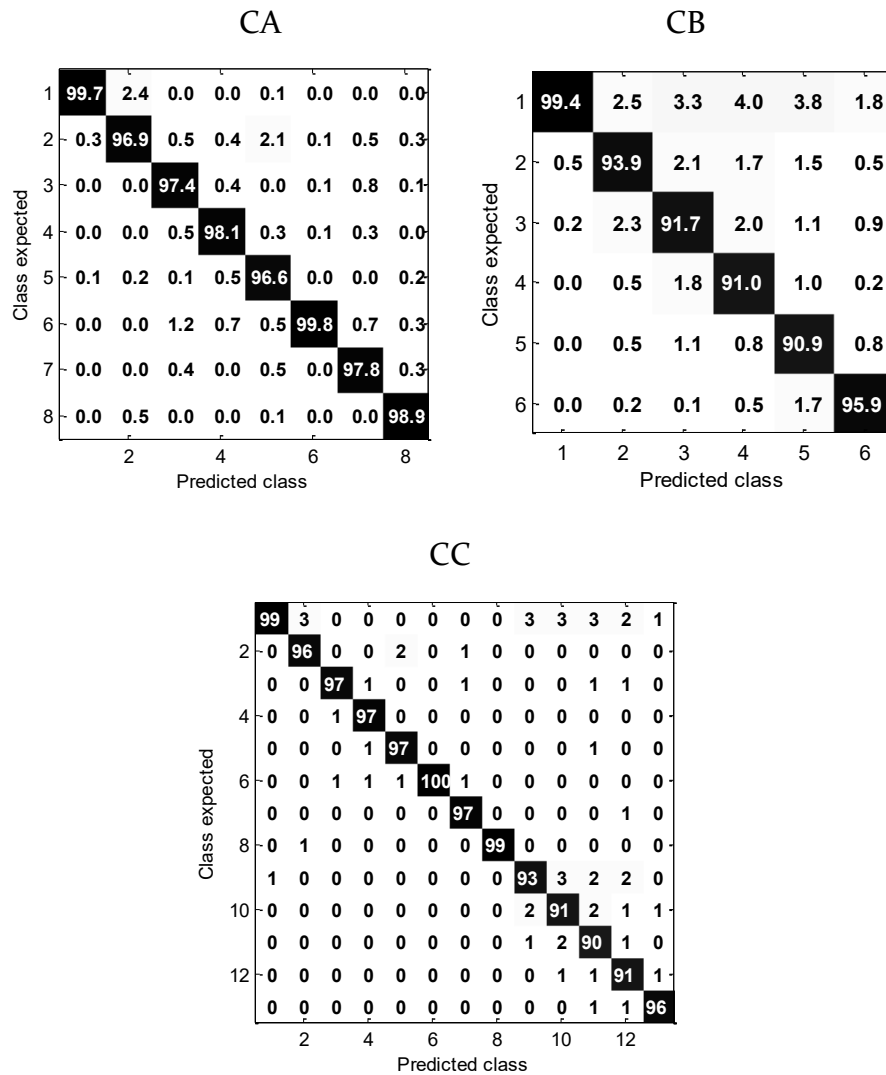 CA
1 99.7 2.4 0.0 0.0 0.1 0.0 0.0 0.0
2 0.3 96.9 0.5 0.4 2.1 0.1 0.5 0.3
3 0.0 0.0 97.4 0.4 0.0 0.1 0.8 0.1
4 0.0 0.0 0.5 98.1 0.3 0.1 0.3 0.0
5 0.1 0.2 0.1 0.5 96.6 0.0 0.0 0.2
6 0.0 0.0 1.2 0.7 0.5 99.8 0.7 0.3
7 0.0 0.0 0.4 0.0 0.5 0.0 97.8 0.3
8 0.0 0.5 0.0 0.0 0.1 0.0 0.0 98.9
Class expected
2 4 6 8
Predicted class
CB
1 99.4 2.5 3.3 4.0 3.8 1.8
2 0.5 93.9 2.1 1.7 1.5 0.5
3 0.2 2.3 91.7 2.0 1.1 0.9
4 0.0 0.5 1.8 91.0 1.0 0.2
5 0.0 0.5 1.1 0.8 90.9 0.8
6 0.0 0.2 0.1 0.5 1.7 95.9
Class expected
1 2 3 4 5 6
Predicted class
CC
99 3 0 0 0 0 0 0 3 3 3 2 1
2 0 96 0 0 2 0 1 0 0 0 0 0 0
0 0 97 1 0 0 1 0 0 0 1 1 0
4 0 0 1 97 0 0 0 0 0 0 0 0 0
0 0 0 1 97 0 0 0 0 0 1 0 0
6 0 0 1 1 1 100 1 0 0 0 0 0 0
0 0 0 0 0 0 97 0 0 0 0 1 0
8 0 1 0 0 0 0 0 99 0 0 0 0 0
1 0 0 0 0 0 0 0 93 3 2 2 0
10 0 0 0 0 0 0 0 0 2 91 2 1 1
0 0 0 0 0 0 0 0 1 2 90 1 0
12 0 0 0 0 0 0 0 0 0 1 1 91 1
0 0 0 0 0 0 0 0 0 0 1 1 96
Class expected
2 4 6 8 10 12
Predicted class